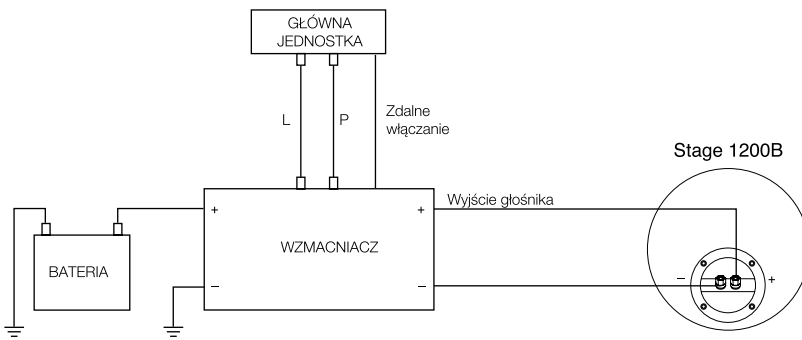 GŁÓWNA
JEDNOSTKA
L
P
Zdalne
włączanie
Stage 1200B
+
+
Wyjście głośnika
BATERIA
WZMACNIACZ
−
−
−
+